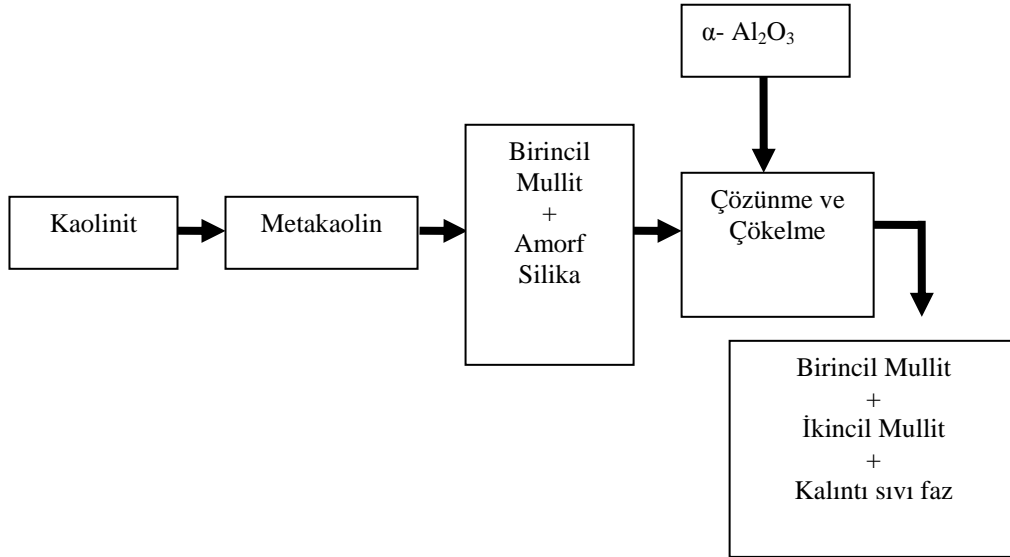 α- Al₂O₃
Kaolinit
Metakaolin
Birincil
Mullit
+
Amorf
Silika
Çözünme ve
Çökelme
Birincil Mullit
+
İkincil Mullit
+
Kalıntı sıvı faz